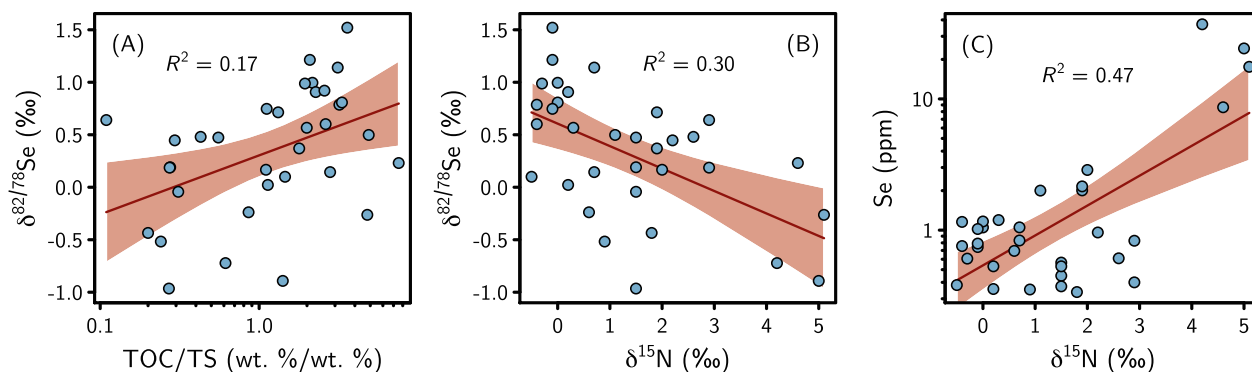 (A)
R² = 0.17
1.5
1.0
0.5
0.0
-0.5
-1.0
δ⁸²/⁷⁸Se (‰)
0.1
1.0
TOC/TS (wt. %/wt. %)
(B)
R² = 0.30
1.5
1.0
0.5
0.0
-0.5
-1.0
δ⁸²/⁷⁸Se (‰)
0 1 2 3 4 5
δ¹⁵N (‰)
(C)
R² = 0.47
10
1
Se (ppm)
0 1 2 3 4 5
δ¹⁵N (‰)